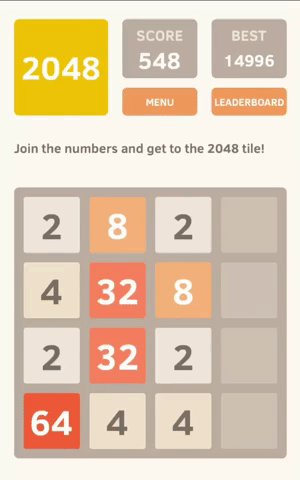 SCORE BEST
2048 548 14996
MENU LEADERBOARD
Join the numbers and get to the 2048 tile!
2 8 2
4 32 8
2 32 2
64 4 4